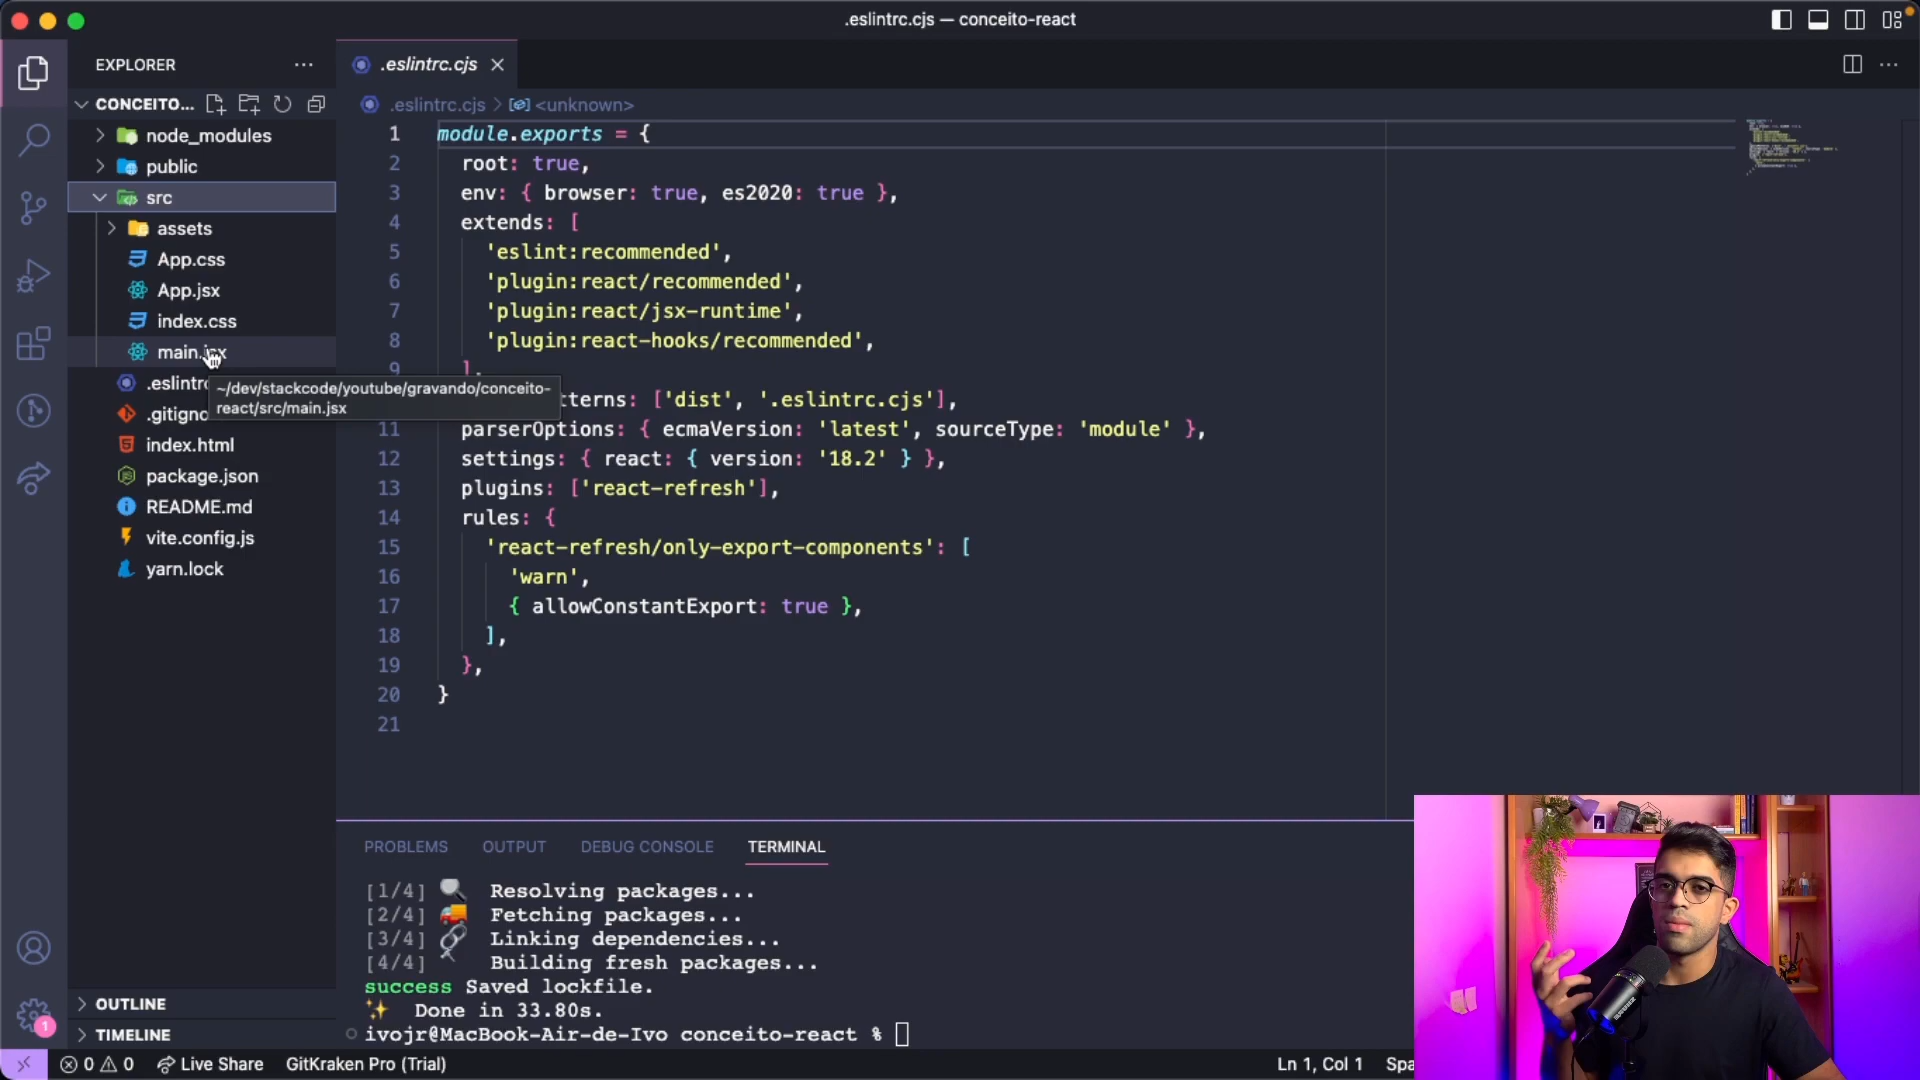 .eslintrc.cjs — conceito-react
EXPLORER
.eslintrc.cjs
CONCEITO...
.eslintrc.cjs > <unknown>
node_modules
public
src
assets
App.css
App.jsx
index.css
main.jsx
.eslintrc
.gitigno
index.html
package.json
README.md
vite.config.js
yarn.lock
~/dev/stackcode/youtube/gravando/conceito-
react/src/main.jsx
1 module.exports = {
2 root: true,
3 env: { browser: true, es2020: true },
4 extends: [
5 'eslint:recommended',
6 'plugin:react/recommended',
7 'plugin:react/jsx-runtime',
8 'plugin:react-hooks/recommended',
9 ],
tterns: ['dist', '.eslintrc.cjs'],
11 parserOptions: { ecmaVersion: 'latest', sourceType: 'module' },
12 settings: { react: { version: '18.2' } },
13 plugins: ['react-refresh'],
14 rules: {
15 'react-refresh/only-export-components': [
16 'warn',
17 { allowConstantExport: true },
18 ],
19 },
20 }
21
PROBLEMS OUTPUT DEBUG CONSOLE TERMINAL
[1/4] Resolving packages...
[2/4] Fetching packages...
[3/4] Linking dependencies...
[4/4] Building fresh packages...
success Saved lockfile.
Done in 33.80s.
ivojr@MacBook-Air-de-Ivo conceito-react %
OUTLINE
TIMELINE
1
0 0 Live Share GitKraken Pro (Trial) Ln 1, Col 1 Spa